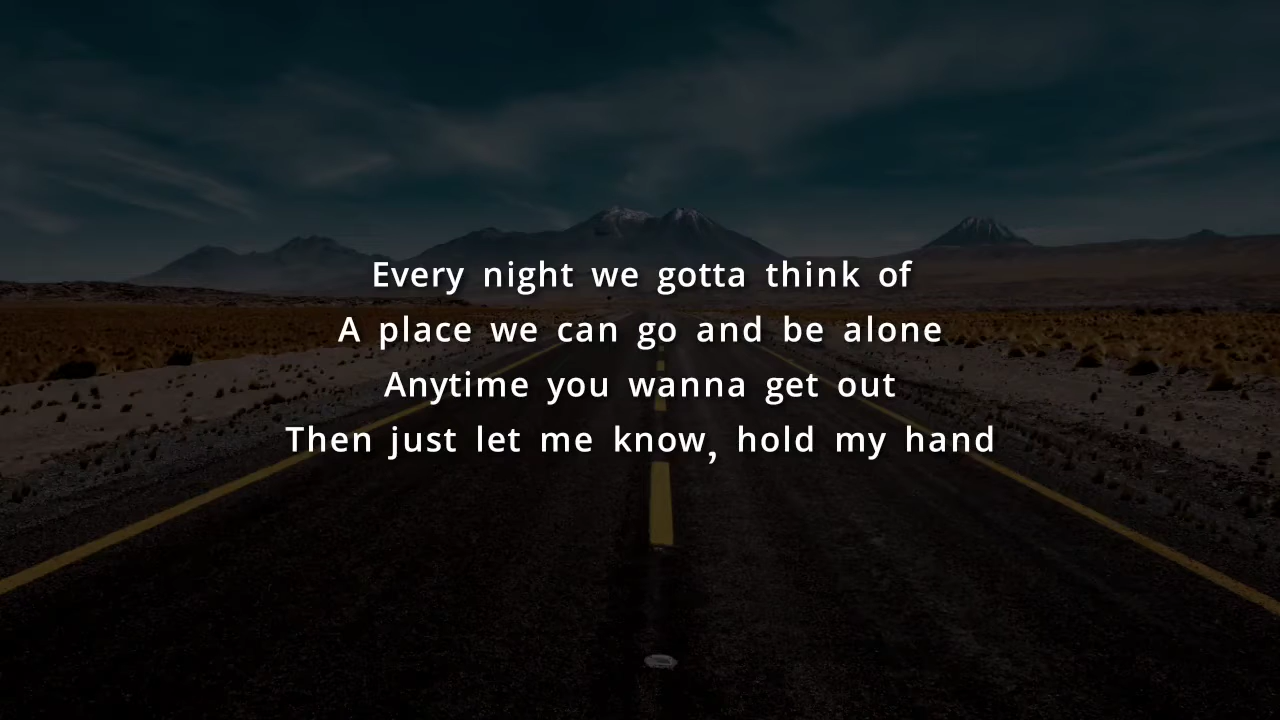 Every night we gotta think of
A place we can go and be alone
Anytime you wanna get out
Then just let me know, hold my hand